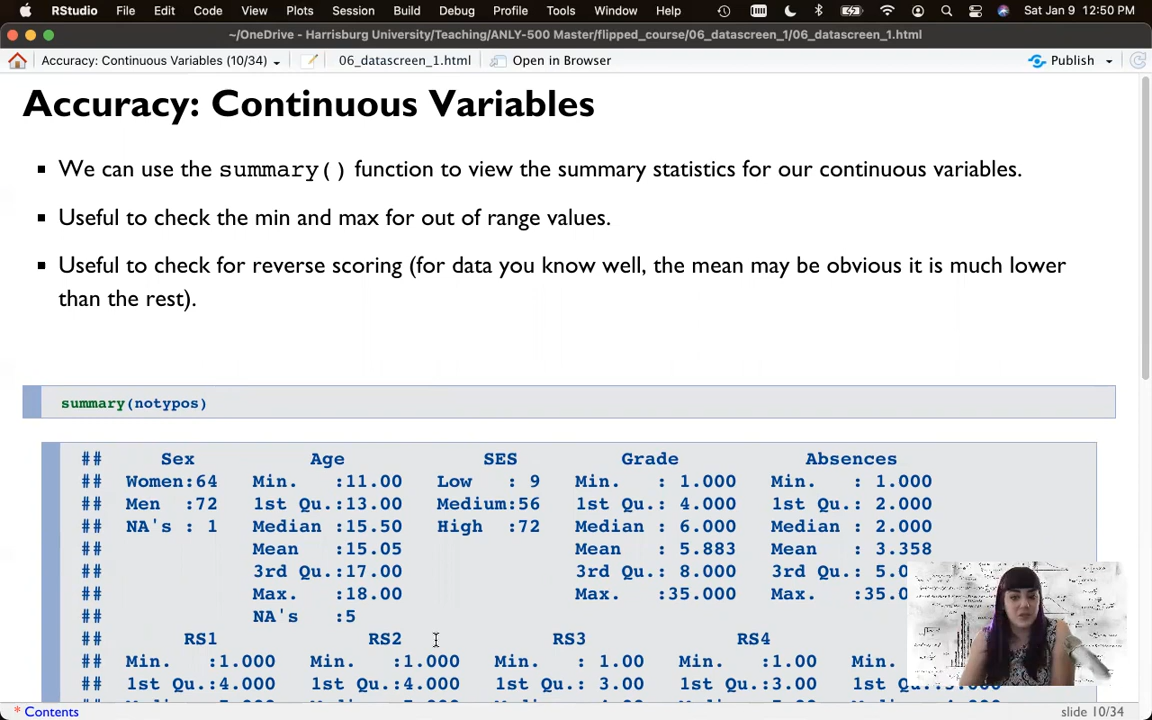 RStudio File Edit Code View Plots Session Build Debug Profile Tools Window Help Sat Jan 9 12:50 PM
~/OneDrive - Harrisburg University/Teaching/ANLY-500 Master/flipped_course/06_datascreen_1/06_datascreen_1.html
Accuracy: Continuous Variables (10/34) 06_datascreen_1.html Open in Browser Publish
Accuracy: Continuous Variables
▪ We can use the summary() function to view the summary statistics for our continuous variables.
▪ Useful to check the min and max for out of range values.
▪ Useful to check for reverse scoring (for data you know well, the mean may be obvious it is much lower
than the rest).
summary(notypos)
## Sex Age SES Grade Absences
## Women:64 Min. :11.00 Low : 9 Min. : 1.000 Min. : 1.000
## Men :72 1st Qu.:13.00 Medium:56 1st Qu.: 4.000 1st Qu.: 2.000
## NA's : 1 Median :15.50 High :72 Median : 6.000 Median : 2.000
## Mean :15.05 Mean : 5.883 Mean : 3.358
## 3rd Qu.:17.00 3rd Qu.: 8.000 3rd Qu.: 5.0
## Max. :18.00 Max. :35.000 Max. :35.0
## NA's :5
## RS1 RS2 RS3 RS4
## Min. :1.000 Min. :1.000 Min. : 1.00 Min. :1.00 Mi
## 1st Qu.:4.000 1st Qu.:4.000 1st Qu.: 3.00 1st Qu.:3.00
* Contents slide 10/34